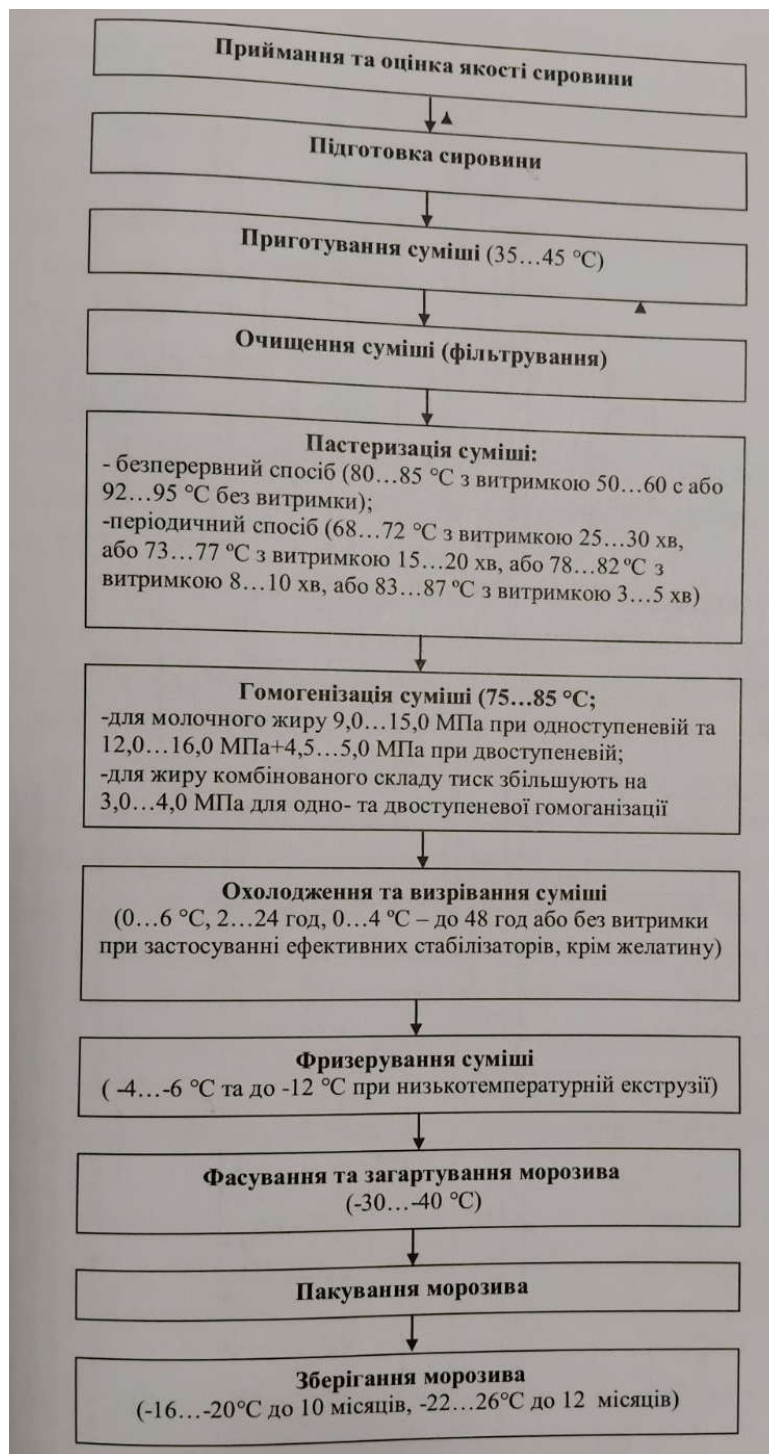 Приймання та оцінка якості сировини
Підготовка сировини
Приготування суміші (35…45 °С)
Очищення суміші (фільтрування)
Пастеризація суміші:
- безперервний спосіб (80…85 °С з витримкою 50…60 с або
92…95 °С без витримки);
-періодичний спосіб (68…72 °С з витримкою 25…30 хв,
або 73…77 ºС з витримкою 15…20 хв, або 78…82 ºС з
витримкою 8…10 хв, або 83…87 ºС з витримкою 3…5 хв)
Гомогенізація суміші (75…85 °С;
-для молочного жиру 9,0…15,0 МПа при одноступеневій та
12,0…16,0 МПа+4,5…5,0 МПа при двоступеневій;
-для жиру комбінованого складу тиск збільшують на
3,0…4,0 МПа для одно- та двоступеневої гомоганізації
Охолодження та визрівання суміші
(0…6 °С, 2…24 год, 0…4 ºС – до 48 год або без витримки
при застосуванні ефективних стабілізаторів, крім желатину)
Фризерування суміші
( -4…-6 °С та до -12 °С при низькотемпературній екструзії)
Фасування та загартування морозива
(-30…-40 °С)
Пакування морозива
Зберігання морозива
(-16…-20°С до 10 місяців, -22…26°С до 12 місяців)